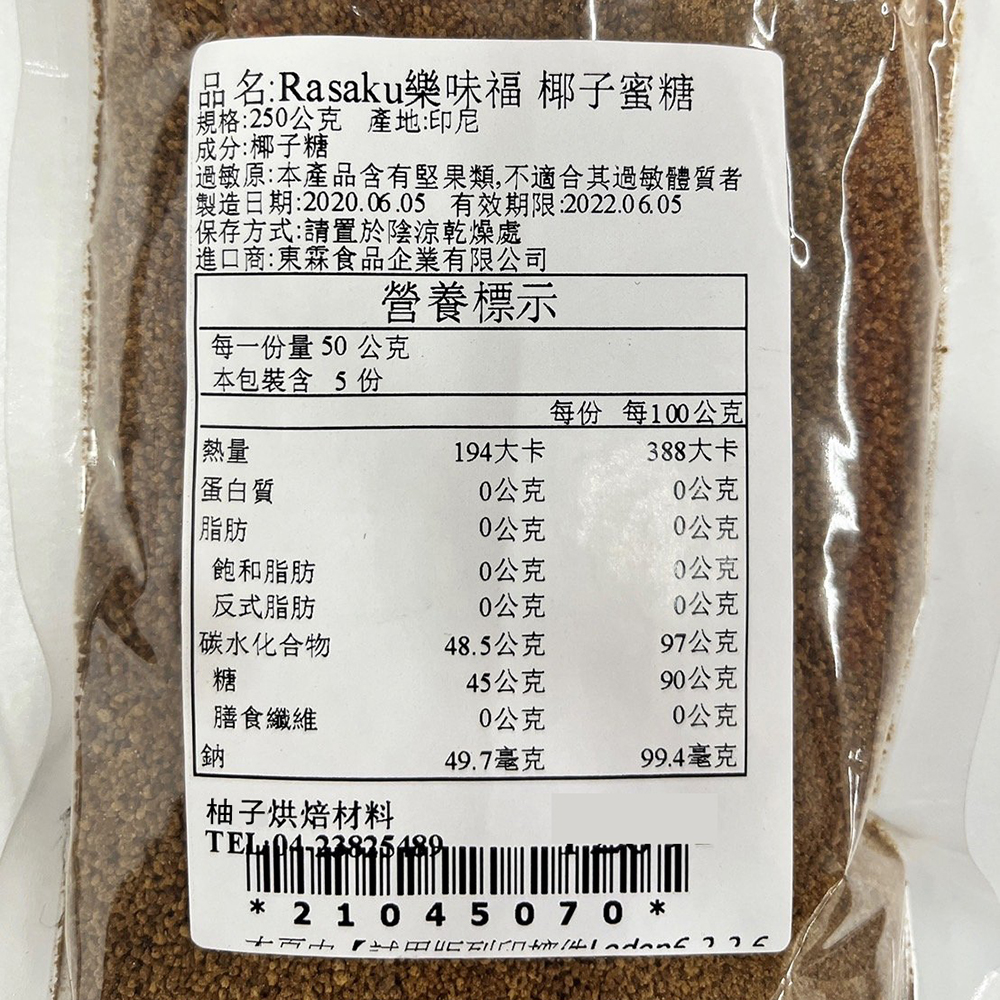 品名:Rasaku樂味福 椰子蜜糖
規格:250公克 產地:印尼
成分:椰子糖
過敏原:本產品含有堅果類,不適合其過敏體質者
製造日期:2020.06.05 有效期限:2022.06.05
保存方式:請置於陰涼乾燥處
進口商:東霖食品企業有限公司
營養標示
每一份量 50 公克
本包裝含 5 份
每份 每100公克
熱量 194大卡 388大卡
蛋白質 0公克 0公克
脂肪 0公克 0公克
飽和脂肪 0公克 0公克
反式脂肪 0公克 0公克
碳水化合物 48.5公克 97公克
糖 45公克 90公克
膳食纖維 0公克 0公克
鈉 49.7毫克 99.4毫克
柚子烘焙材料
TEL:04-23825489
*21045070*